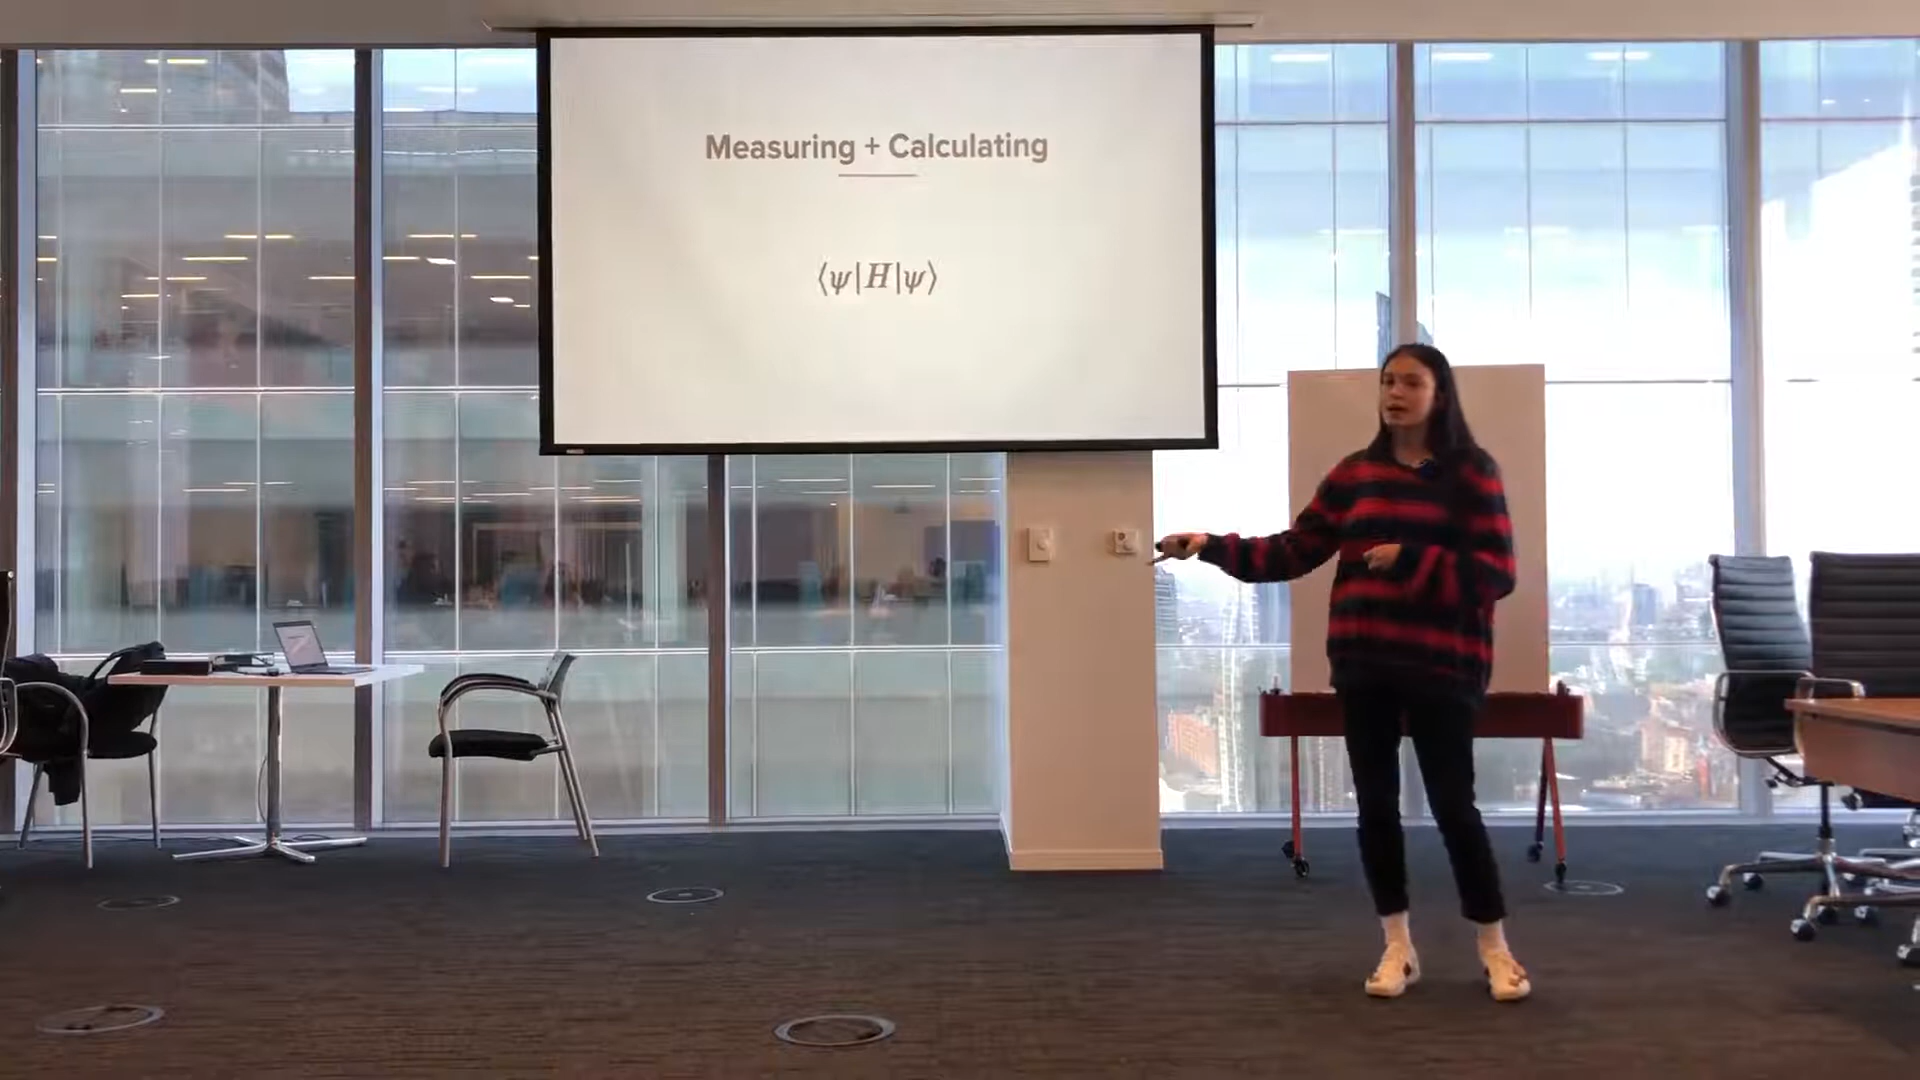 Measuring + Calculating
⟨ψ|H|ψ⟩